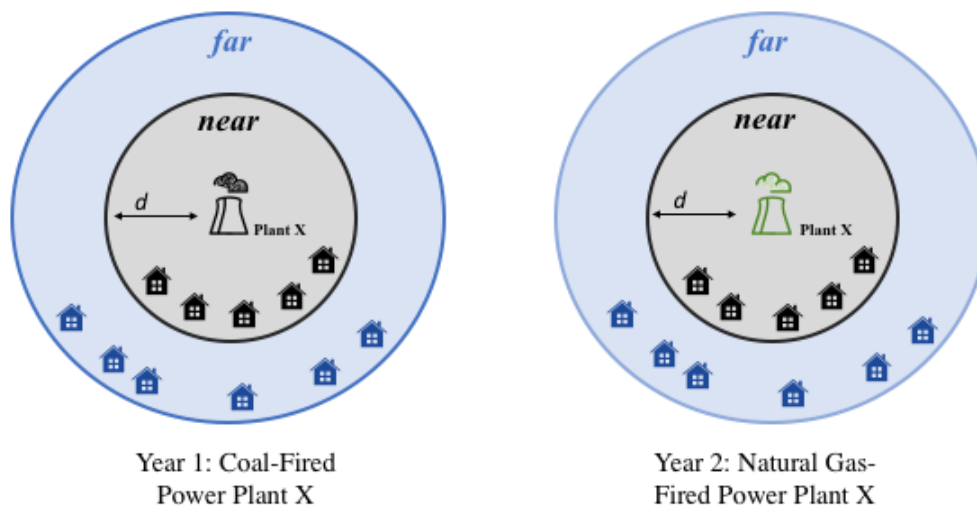 far
near
d
Plant X
Year 1: Coal-Fired
Power Plant X
far
near
d
Plant X
Year 2: Natural Gas-
Fired Power Plant X